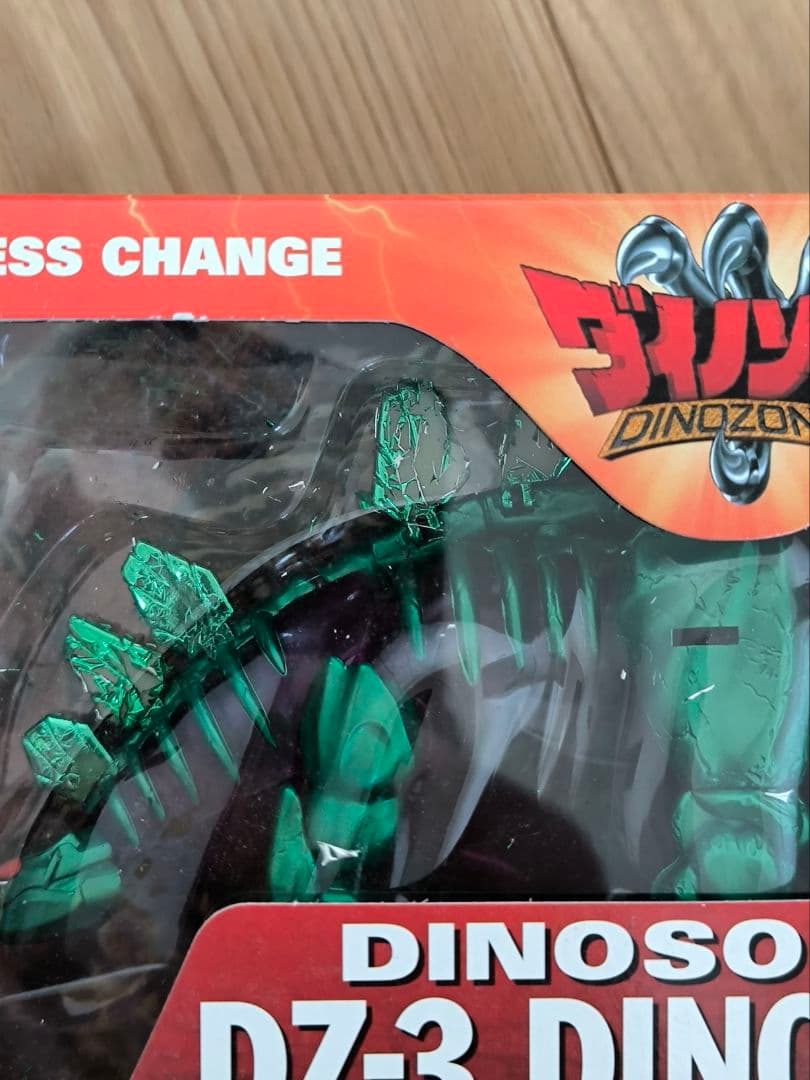 ESS CHANGE
ダイノゾ
DINOZON
DINOSO
DZ-3 DINO